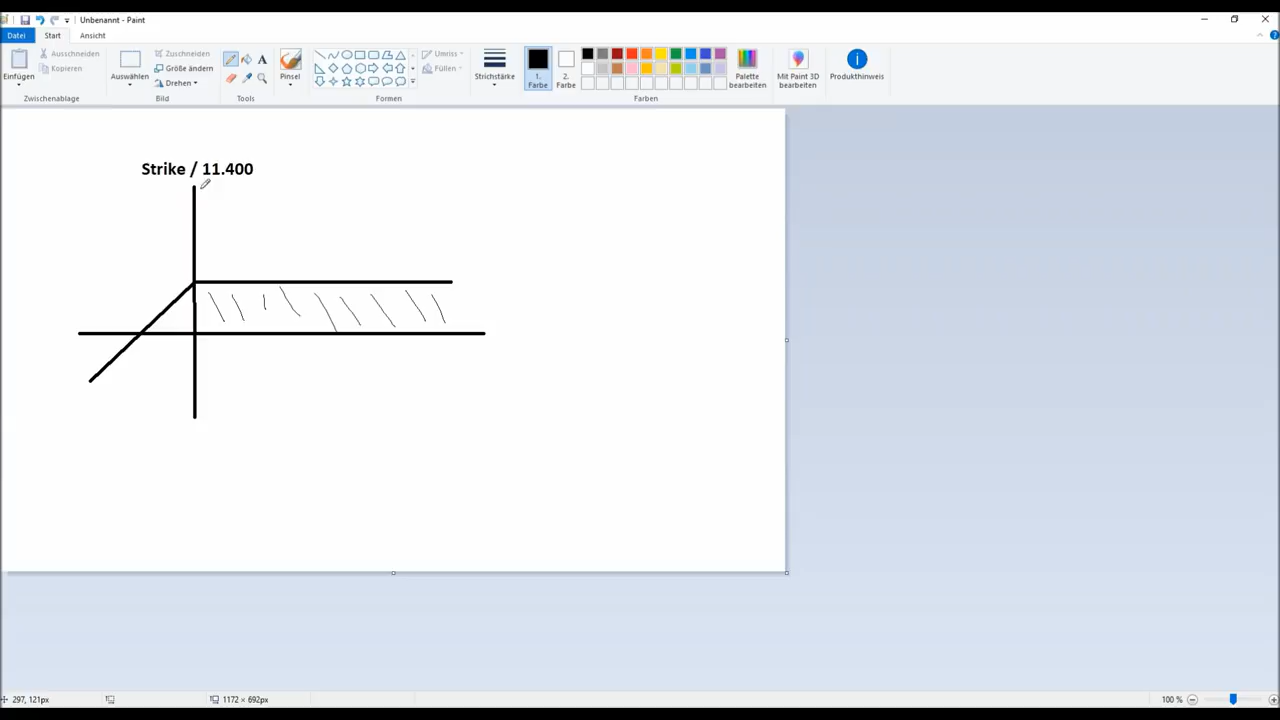 Unbenannt - Paint
Datei
Start
Ansicht
Einfügen
Ausschneiden
Kopieren
Zwischenablage
Auswählen
Zuschneiden
Größe ändern
Drehen
Bild
A
Tools
Pinsel
Umriss
Füllen
Formen
Strichstärke
1.
Farbe
2.
Farbe
Palette
bearbeiten
Farben
Mit Paint 3D
bearbeiten
Produkthinweis
Strike / 11.400
297, 121px
1172 × 692px
100 %